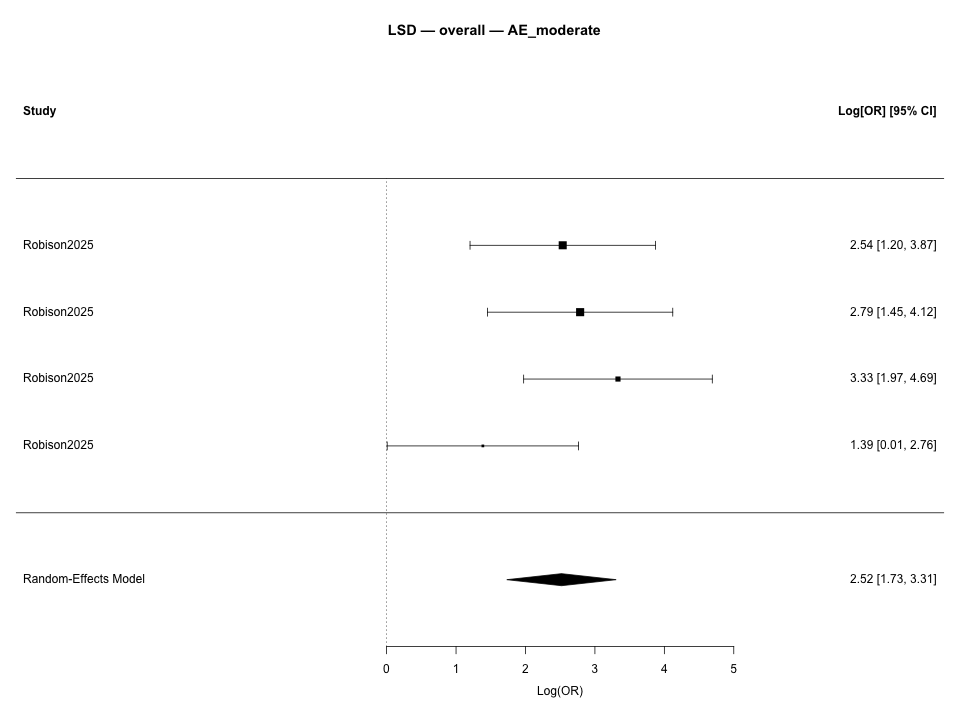 LSD — overall — AE_moderate
Study Log[OR] [95% CI]
Robison2025 2.54 [1.20, 3.87]
Robison2025 2.79 [1.45, 4.12]
Robison2025 3.33 [1.97, 4.69]
Robison2025 1.39 [0.01, 2.76]
Random-Effects Model 2.52 [1.73, 3.31]
0 1 2 3 4 5
Log(OR)